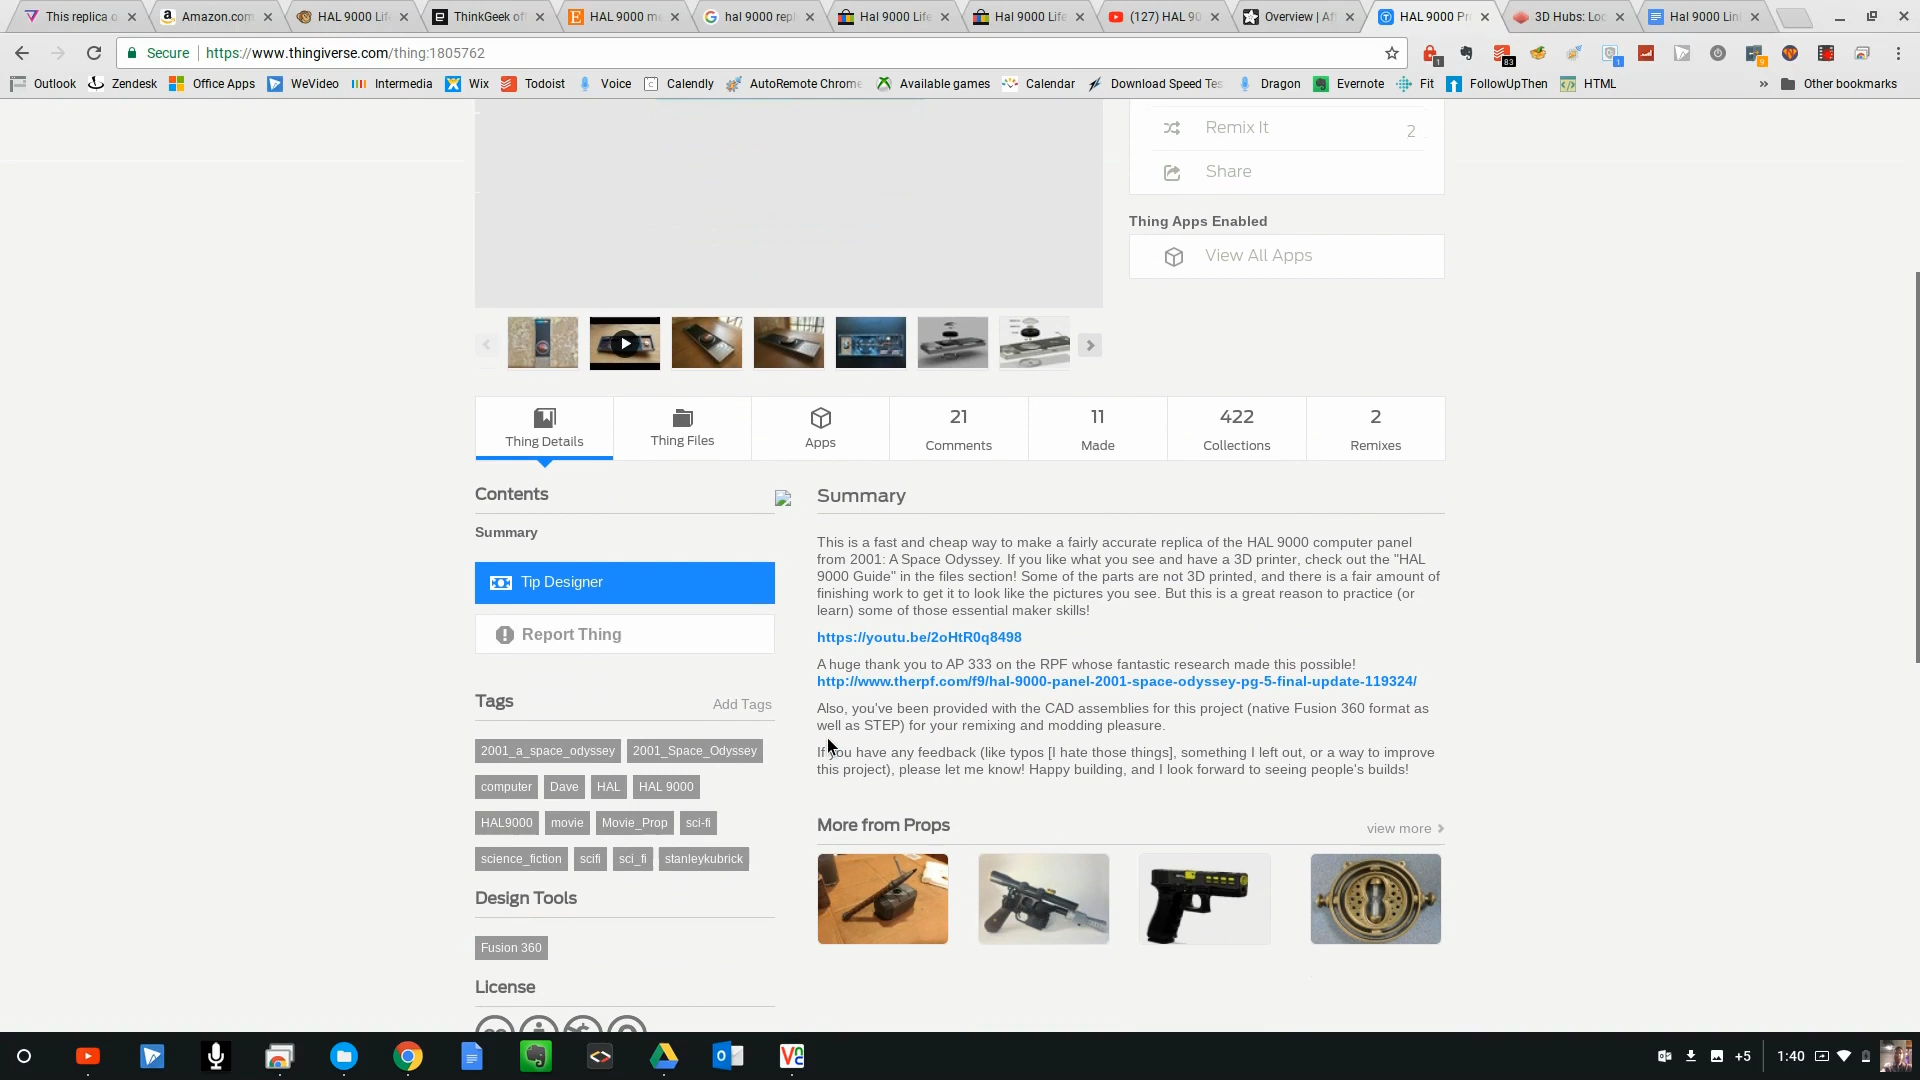 This replica o
Amazon.com
HAL 9000 Lif
ThinkGeek of
HAL 9000 m
hal 9000 repl
Hal 9000 Life
Hal 9000 Life
(127) HAL 90
Overview | Af
HAL 9000 Pr
3D Hubs: Loc
Hal 9000 Lin
Secure
https://www.thingiverse.com/thing:1805762
1
83
1
9
Outlook
Zendesk
Office Apps
WeVideo
Intermedia
Wix
Todoist
Voice
Calendly
AutoRemote Chrome
Available games
Calendar
Download Speed Tes
Dragon
Evernote
Fit
FollowUpThen
HTML
»
Other bookmarks
Remix It
2
Share
Thing Apps Enabled
View All Apps
Thing Details
Thing Files
Apps
21
Comments
11
Made
422
Collections
2
Remixes
Contents
Summary
Tip Designer
Report Thing
Tags
Add Tags
2001_a_space_odyssey
2001_Space_Odyssey
computer
Dave
HAL
HAL 9000
HAL9000
movie
Movie_Prop
sci-fi
science_fiction
scifi
sci_fi
stanleykubrick
Design Tools
Fusion 360
License
Summary
This is a fast and cheap way to make a fairly accurate replica of the HAL 9000 computer panel
from 2001: A Space Odyssey. If you like what you see and have a 3D printer, check out the "HAL
9000 Guide" in the files section! Some of the parts are not 3D printed, and there is a fair amount of
finishing work to get it to look like the pictures you see. But this is a great reason to practice (or
learn) some of those essential maker skills!
https://youtu.be/2oHtR0q8498
A huge thank you to AP 333 on the RPF whose fantastic research made this possible!
http://www.therpf.com/f9/hal-9000-panel-2001-space-odyssey-pg-5-final-update-119324/
Also, you've been provided with the CAD assemblies for this project (native Fusion 360 format as
well as STEP) for your remixing and modding pleasure.
If you have any feedback (like typos [I hate those things], something I left out, or a way to improve
this project), please let me know! Happy building, and I look forward to seeing people's builds!
More from Props
view more
+5
1:40